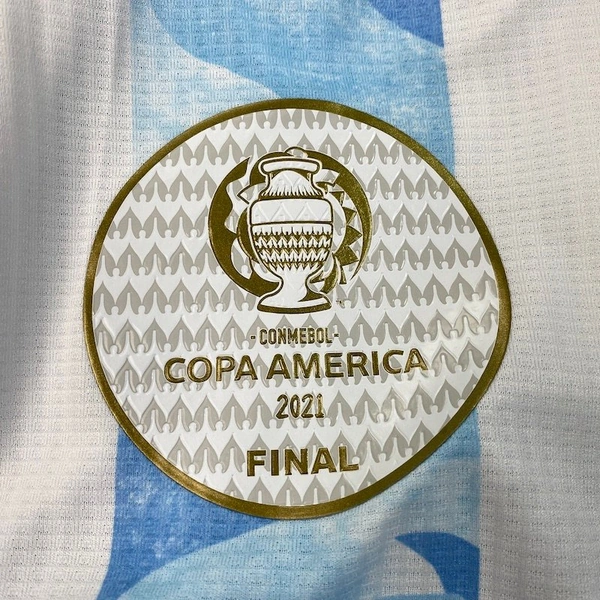 -CONMEBOL-
COPA AMERICA
2021
FINAL